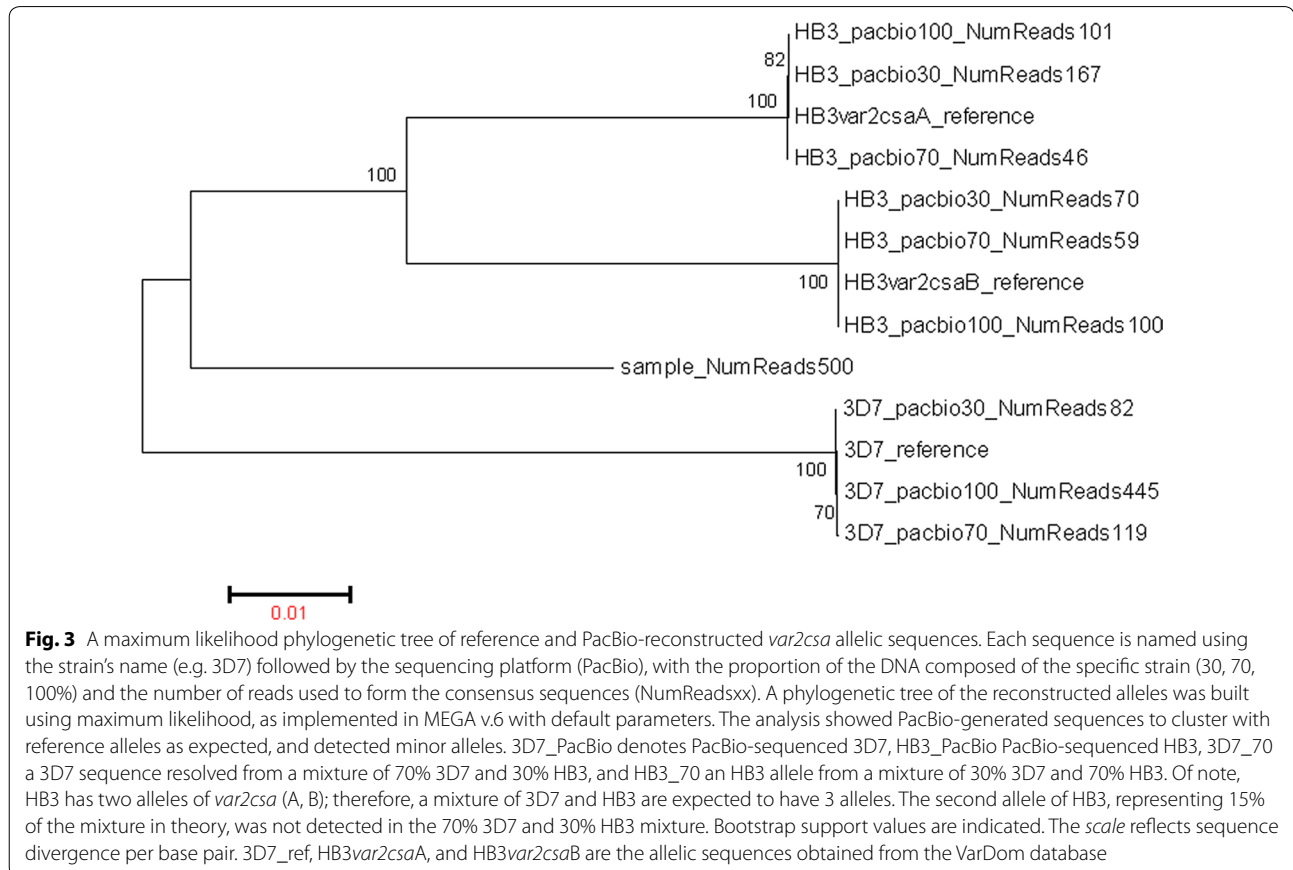 HB3_pacbio100_NumReads101
82
HB3_pacbio30_NumReads167
100
HB3var2csaA_reference
HB3_pacbio70_NumReads46
100
HB3_pacbio30_NumReads70
HB3_pacbio70_NumReads59
100
HB3var2csaB_reference
HB3_pacbio100_NumReads100
sample_NumReads500
3D7_pacbio30_NumReads82
3D7_reference
100
3D7_pacbio100_NumReads445
70
3D7_pacbio70_NumReads119
0.01
Fig. 3 A maximum likelihood phylogenetic tree of reference and PacBio-reconstructed var2csa allelic sequences. Each sequence is named using
the strain's name (e.g. 3D7) followed by the sequencing platform (PacBio), with the proportion of the DNA composed of the specific strain (30, 70,
100%) and the number of reads used to form the consensus sequences (NumReadsxx). A phylogenetic tree of the reconstructed alleles was built
using maximum likelihood, as implemented in MEGA v.6 with default parameters. The analysis showed PacBio-generated sequences to cluster with
reference alleles as expected, and detected minor alleles. 3D7_PacBio denotes PacBio-sequenced 3D7, HB3_PacBio PacBio-sequenced HB3, 3D7_70
a 3D7 sequence resolved from a mixture of 70% 3D7 and 30% HB3, and HB3_70 an HB3 allele from a mixture of 30% 3D7 and 70% HB3. Of note,
HB3 has two alleles of var2csa (A, B); therefore, a mixture of 3D7 and HB3 are expected to have 3 alleles. The second allele of HB3, representing 15%
of the mixture in theory, was not detected in the 70% 3D7 and 30% HB3 mixture. Bootstrap support values are indicated. The scale reflects sequence
divergence per base pair. 3D7_ref, HB3var2csaA, and HB3var2csaB are the allelic sequences obtained from the VarDom database